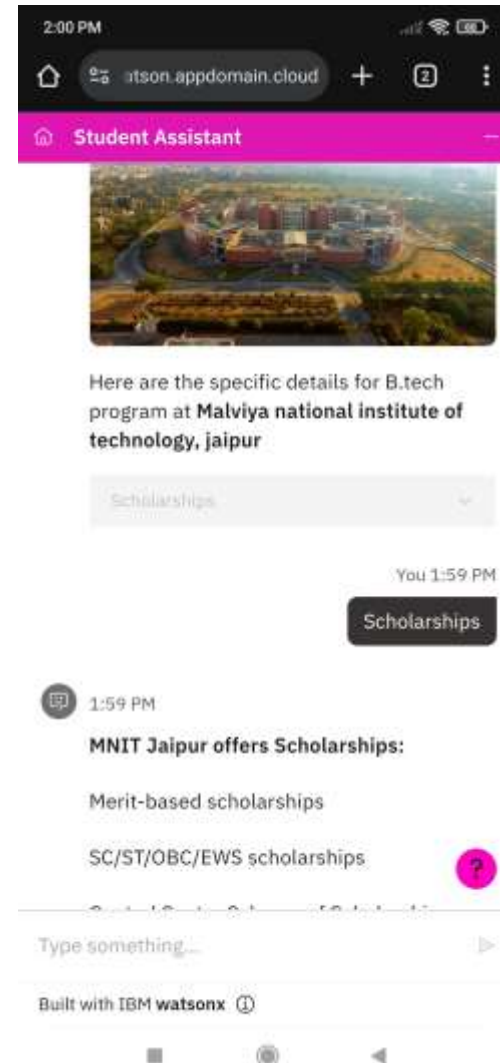 2:00 PM
atson.appdomain.cloud
2
Student Assistant
Here are the specific details for B.tech
program at Malviya national institute of
technology, jaipur
Scholarships
You 1:59 PM
Scholarships
1:59 PM
MNIT Jaipur offers Scholarships:
Merit-based scholarships
SC/ST/OBC/EWS scholarships
?
Type something...
Built with IBM watsonx